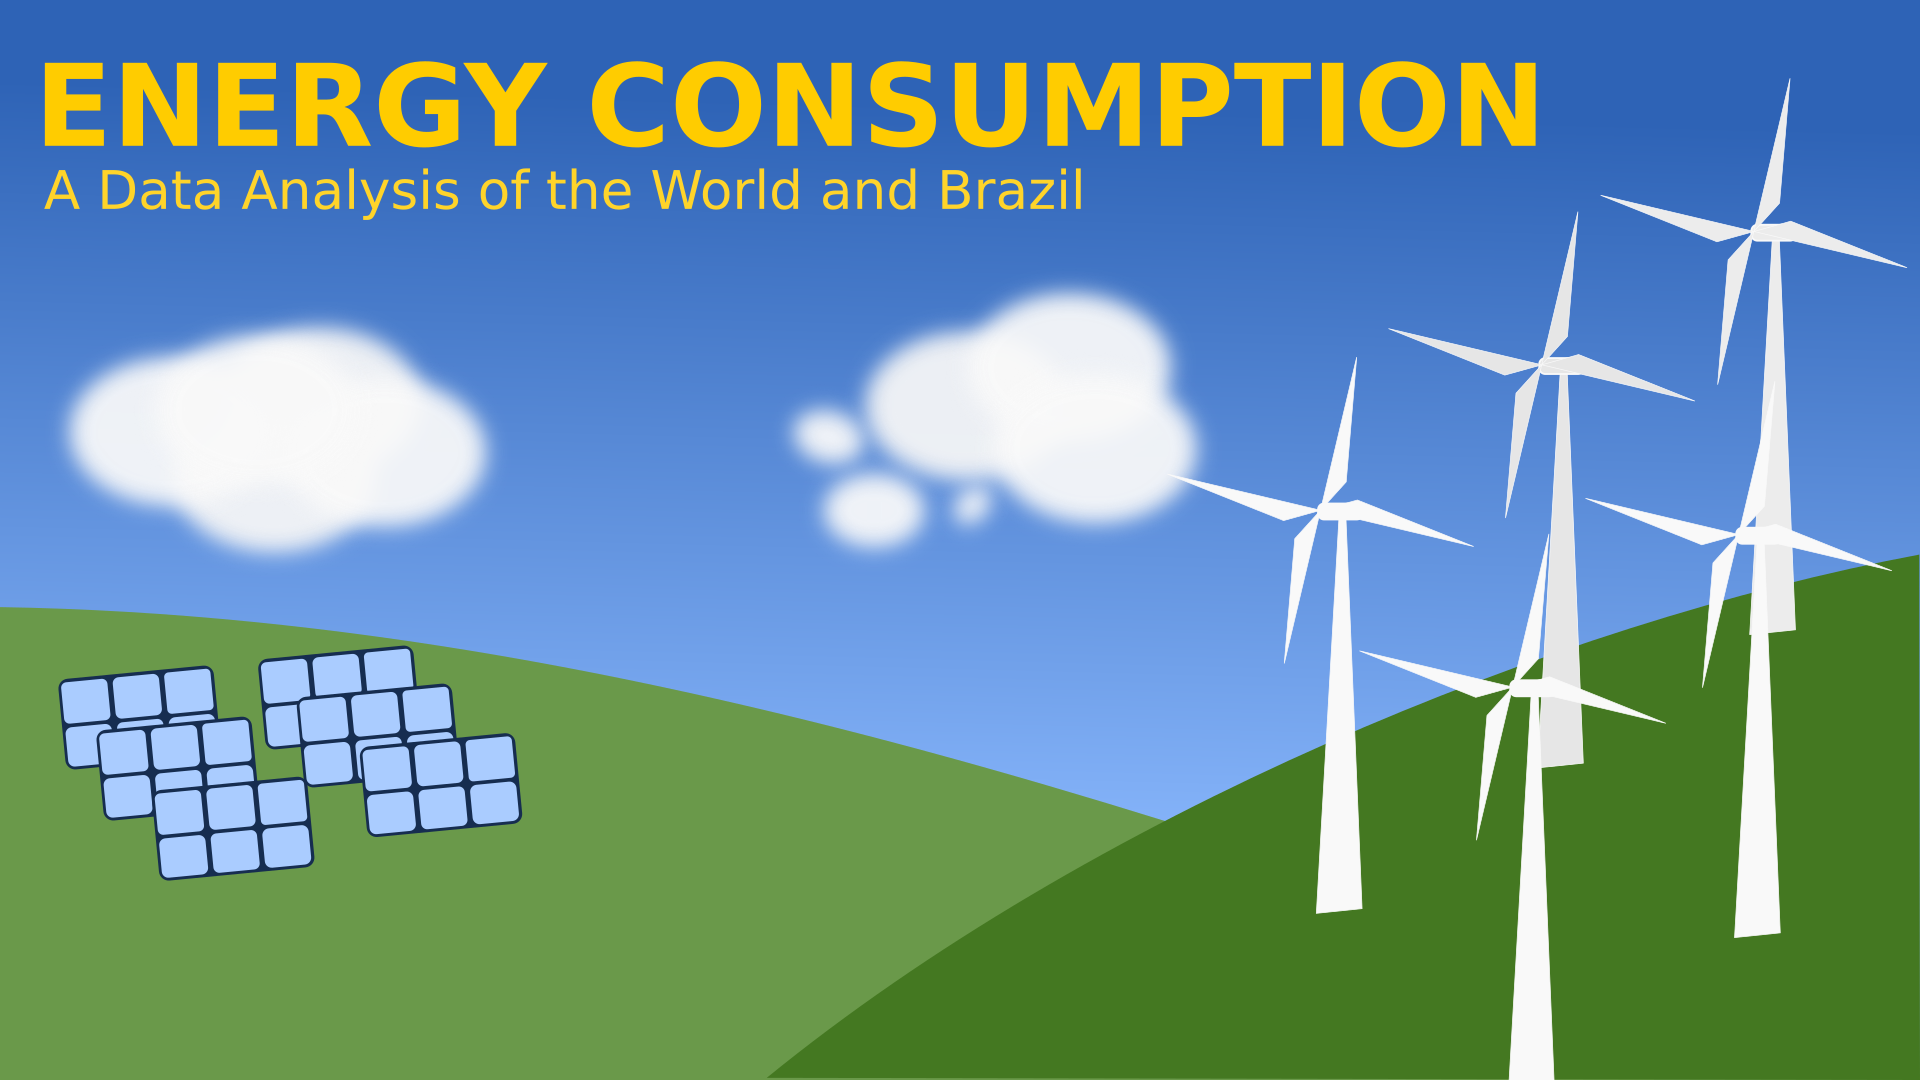 ENERGY CONSUMPTION
A Data Analysis of the World and Brazil